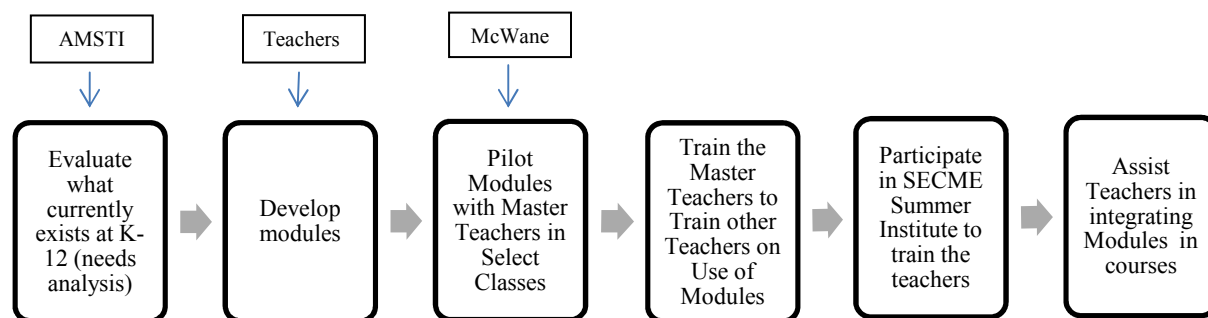 AMSTI
Teachers
McWane
Evaluate
what
currently
exists at K-
12 (needs
analysis)
Develop
modules
Pilot
Modules
with Master
Teachers in
Select
Classes
Train the
Master
Teachers to
Train other
Teachers on
Use of
Modules
Participate
in SECME
Summer
Institute to
train the
teachers
Assist
Teachers in
integrating
Modules in
courses